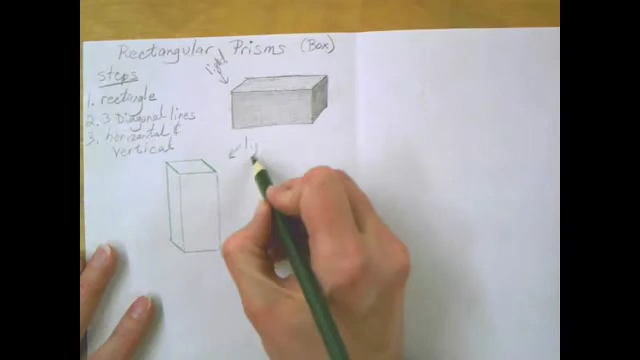 Rectangular Prisms (Box)
steps
1. rectangle
2. 3 Diagonal lines
3. horizontal &
vertical
light